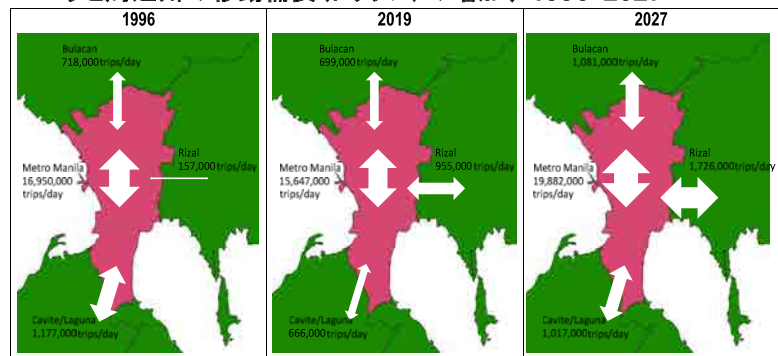 1996
2019
2027
Bulacan
718,000trips/day
Rizal
157,000trips/day
Metro Manila
16,950,000
trips/day
Cavite/Laguna
1,177,000trips/day
Bulacan
699,000trips/day
Rizal
955,000trips/day
Metro Manila
15,647,000
trips/day
Cavite/Laguna
666,000trips/day
Bulacan
1,081,000trips/day
Rizal
1,726,000trips/day
Metro Manila
19,882,000
trips/day
Cavite/Laguna
1,017,000trips/day